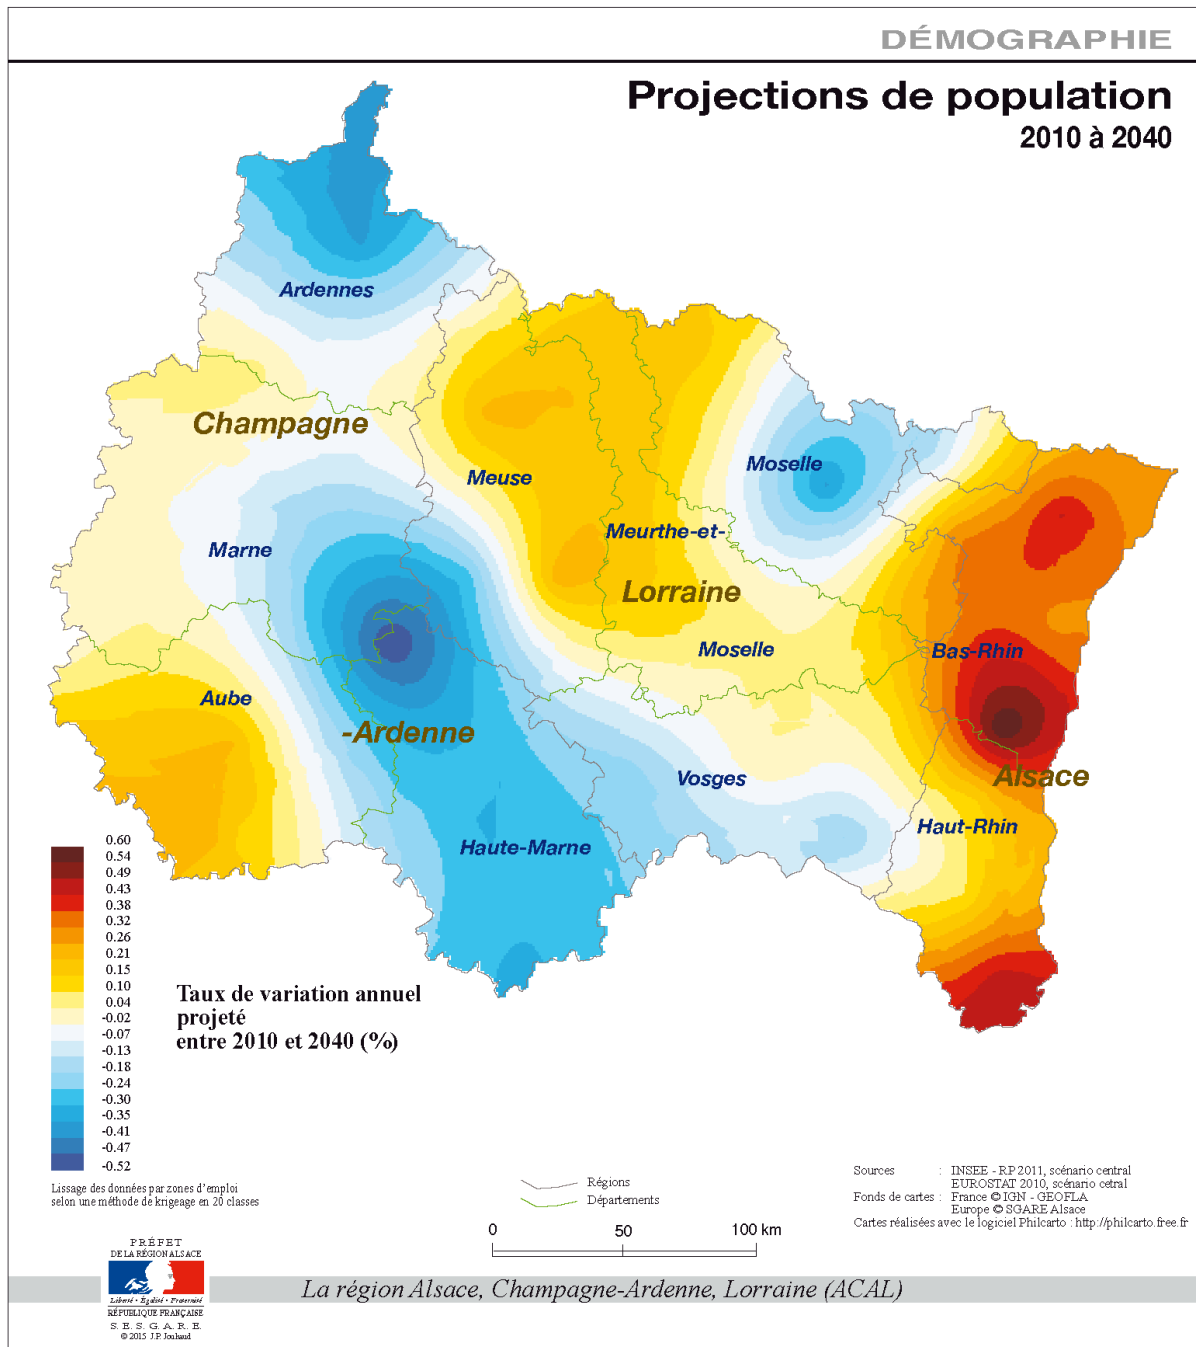 DÉMOGRAPHIE
Projections de population
2010 à 2040
Ardennes
Champagne
Meuse
Moselle
Marne
Meurthe-et-
Lorraine
Moselle
Bas-Rhin
Aube
-Ardenne
Vosges
Alsace
Haut-Rhin
Haute-Marne
0.60
0.54
0.49
0.43
0.38
0.32
0.26
0.21
0.15
0.10
0.04
-0.02
-0.07
-0.13
-0.18
-0.24
-0.30
-0.35
-0.41
-0.47
-0.52
Taux de variation annuel
projeté
entre 2010 et 2040 (%)
Lissage des données par zones d'emploi
selon une méthode de krigeage en 20 classes
Régions
Départements
0 50 100 km
Sources : INSEE - RP 2011, scénario central
EUROSTAT 2010, scénario cetral
Fonds de cartes : France © IGN - GEOFLA
Europe © SGARE Alsace
Cartes réalisées avec le logiciel Philcarto : http://philcarto.free.fr
PRÉFET
DE LA RÉGION ALSACE
Liberté • Égalité • Fraternité
RÉPUBLIQUE FRANÇAISE
S. E. S. G. A. R. E.
© 2015 J.P. Jouhaud
La région Alsace, Champagne-Ardenne, Lorraine (ACAL)